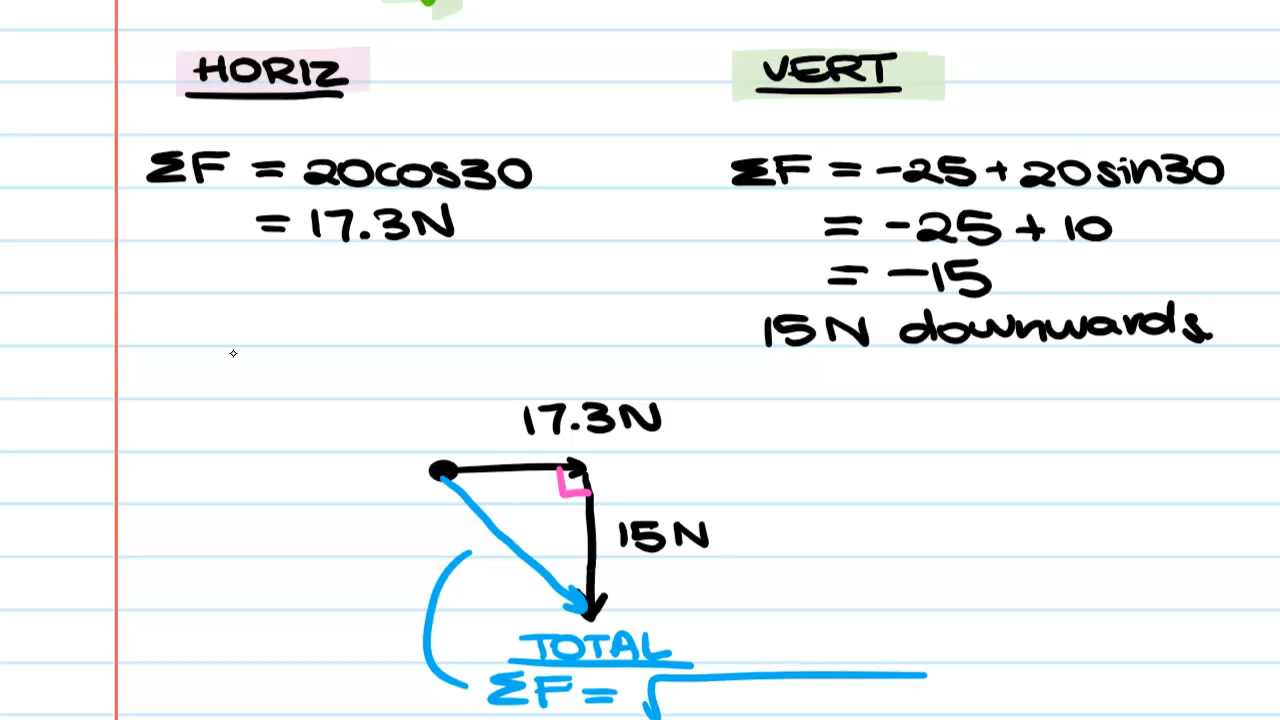 HORIZ
ΣF = 20cos30
= 17.3N
VERT
ΣF = -25 + 20sin30
= -25 + 10
= -15
15N downwards
17.3N
15N
TOTAL
ΣF = √